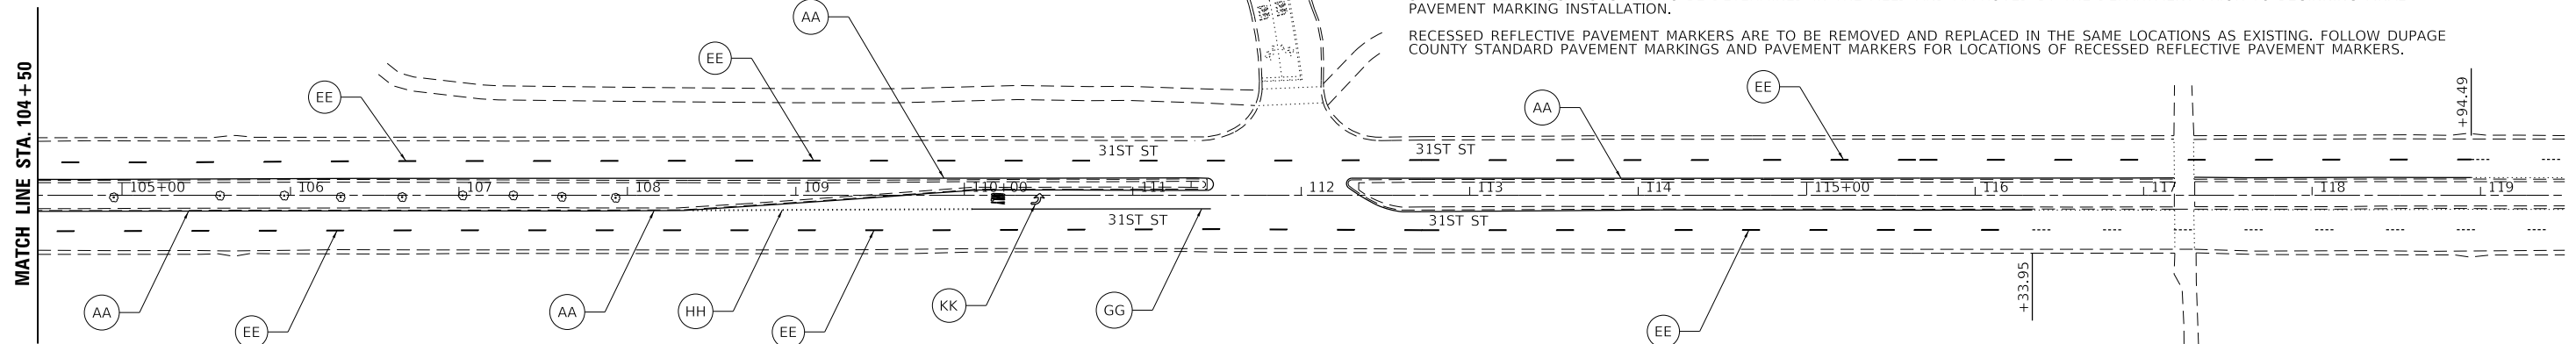 PAVEMENT MARKING INSTALLATION.
RECESSED REFLECTIVE PAVEMENT MARKERS ARE TO BE REMOVED AND REPLACED IN THE SAME LOCATIONS AS EXISTING. FOLLOW DUPAGE
COUNTY STANDARD PAVEMENT MARKINGS AND PAVEMENT MARKERS FOR LOCATIONS OF RECESSED REFLECTIVE PAVEMENT MARKERS.
MATCH LINE STA. 104+50
AA
EE
EE
EE
AA
+94.49
31ST ST
31ST ST
105+00 106 107 108 109 110+00 111 112 113 114 115+00 116 117 118 119
31ST ST
31ST ST
+33.95
AA
EE
AA
HH
EE
KK
GG
EE